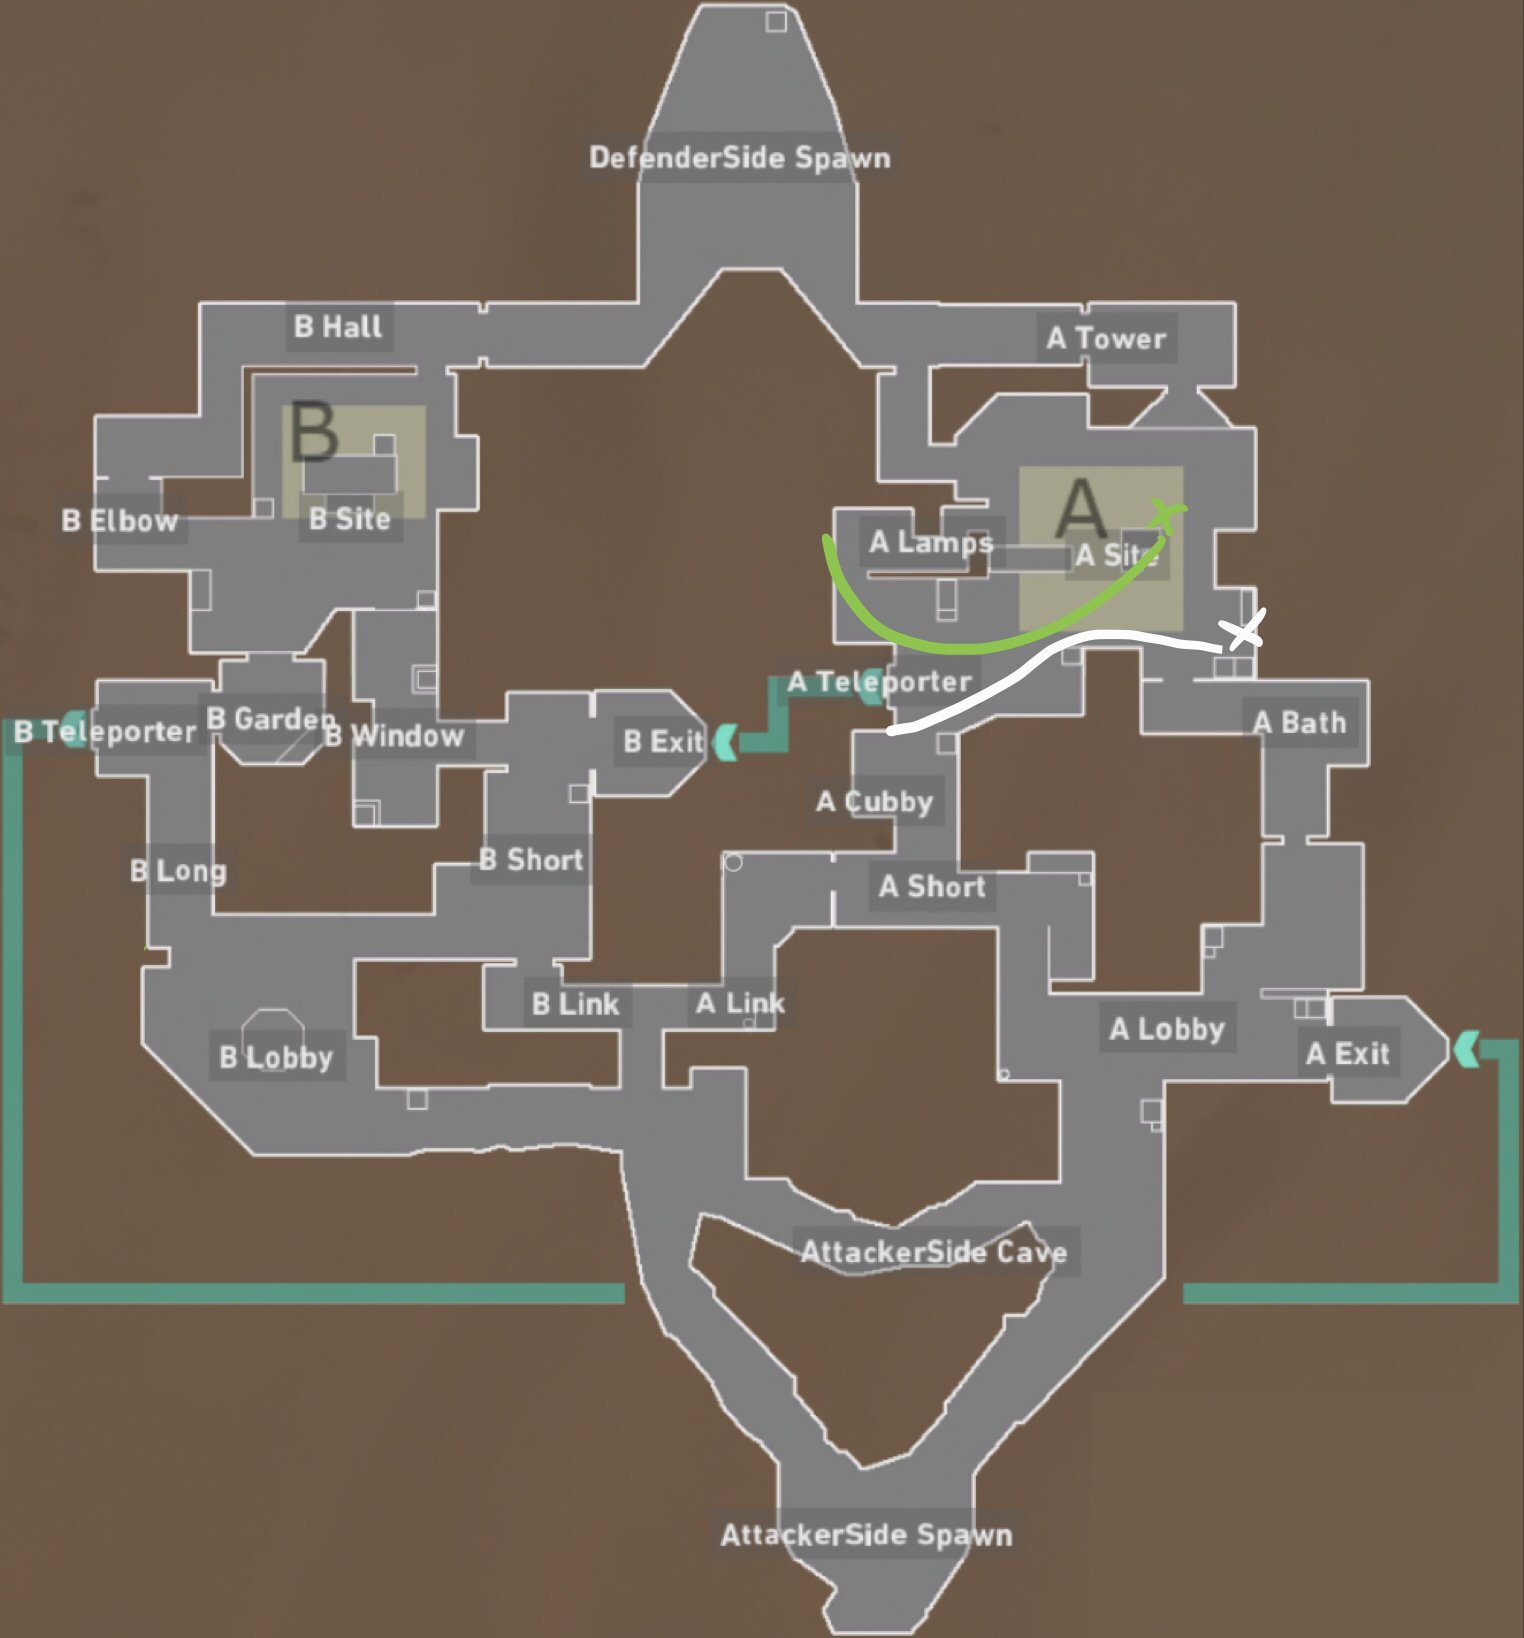 DefenderSide Spawn
B Hall
A Tower
B
A
B Elbow
B Site
A Lamps
A Site
A Teleporter
B Teleporter
B Garden
B Window
B Exit
A Bath
A Cubby
B Long
B Short
A Short
B Link
A Link
A Lobby
B Lobby
A Exit
AttackerSide Cave
AttackerSide Spawn